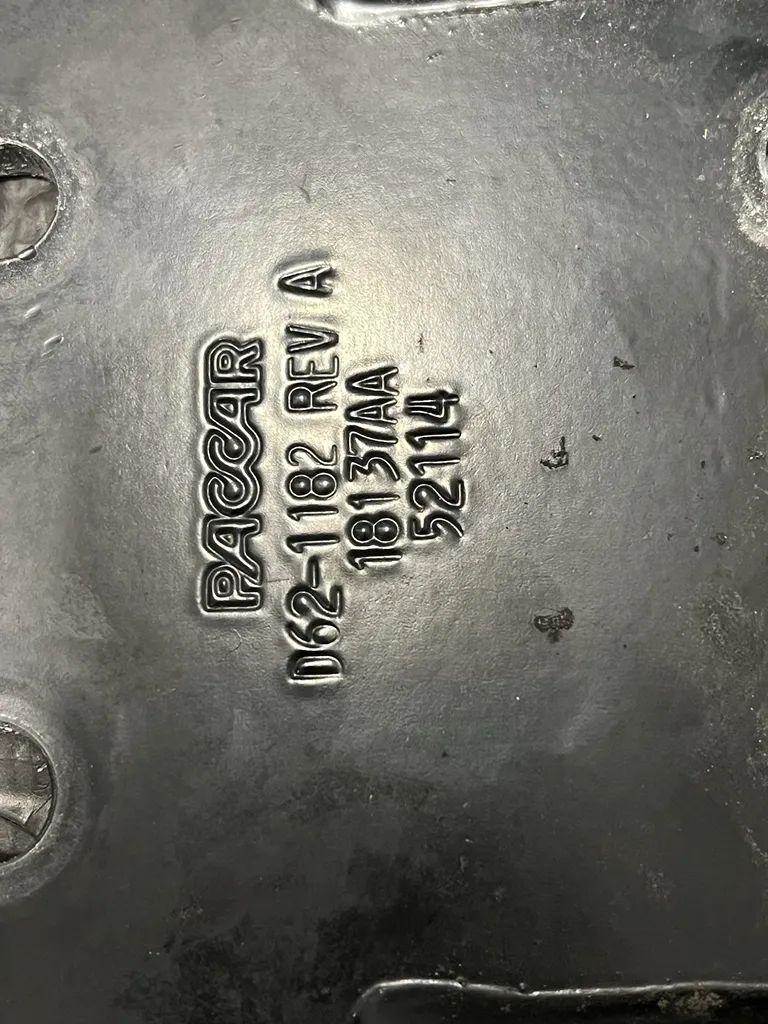 PACCAR
D62-1182 REV A
18137AA
52114